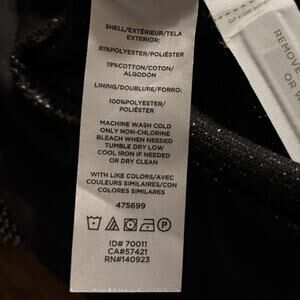 SHELL/EXTÉRIEUR/TELA
EXTERIOR:
81%POLYESTER/POLIÉSTER
19%COTTON/COTON/
ALGODÓN
LINING/DOUBLURE/FORRO:
100%POLYESTER/
POLIÉSTER
MACHINE WASH COLD
ONLY NON-CHLORINE
BLEACH WHEN NEEDED
TUMBLE DRY LOW
COOL IRON IF NEEDED
OR DRY CLEAN
WITH LIKE COLORS/AVEC
COULEURS SIMILAIRES/CON
COLORES SIMILARES
475699
ID# 70011
CA#57421
RN#140923
REMOVE
OR W